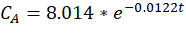 C_A = 8.014 * e^{-0.0122t}